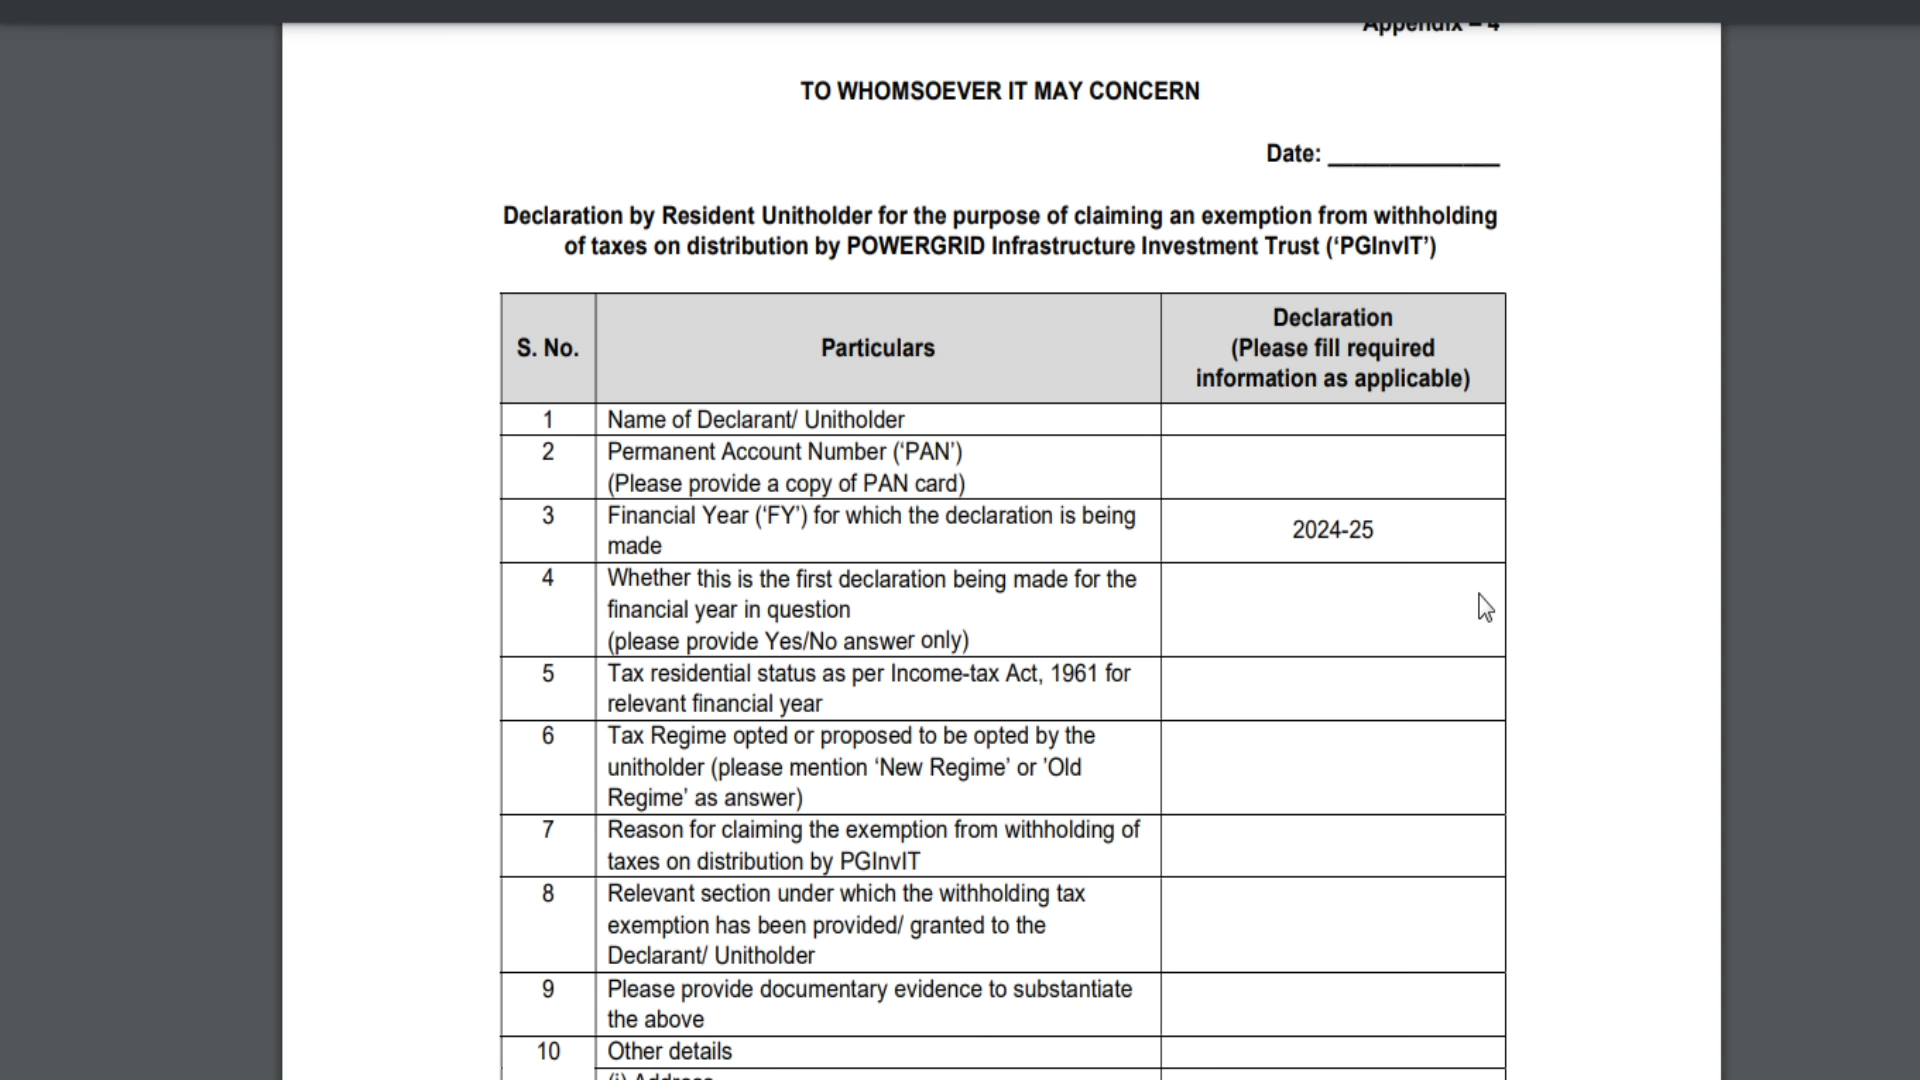 Appendix – 4
TO WHOMSOEVER IT MAY CONCERN
Date: ______________
Declaration by Resident Unitholder for the purpose of claiming an exemption from withholding
of taxes on distribution by POWERGRID Infrastructure Investment Trust (‘PGInvIT’)
S. No.
Particulars
Declaration
(Please fill required
information as applicable)
1
Name of Declarant/ Unitholder
2
Permanent Account Number (‘PAN’)
(Please provide a copy of PAN card)
3
Financial Year (‘FY’) for which the declaration is being
made
2024-25
4
Whether this is the first declaration being made for the
financial year in question
(please provide Yes/No answer only)
5
Tax residential status as per Income-tax Act, 1961 for
relevant financial year
6
Tax Regime opted or proposed to be opted by the
unitholder (please mention ‘New Regime’ or ’Old
Regime’ as answer)
7
Reason for claiming the exemption from withholding of
taxes on distribution by PGInvIT
8
Relevant section under which the withholding tax
exemption has been provided/ granted to the
Declarant/ Unitholder
9
Please provide documentary evidence to substantiate
the above
10
Other details
(i) Address